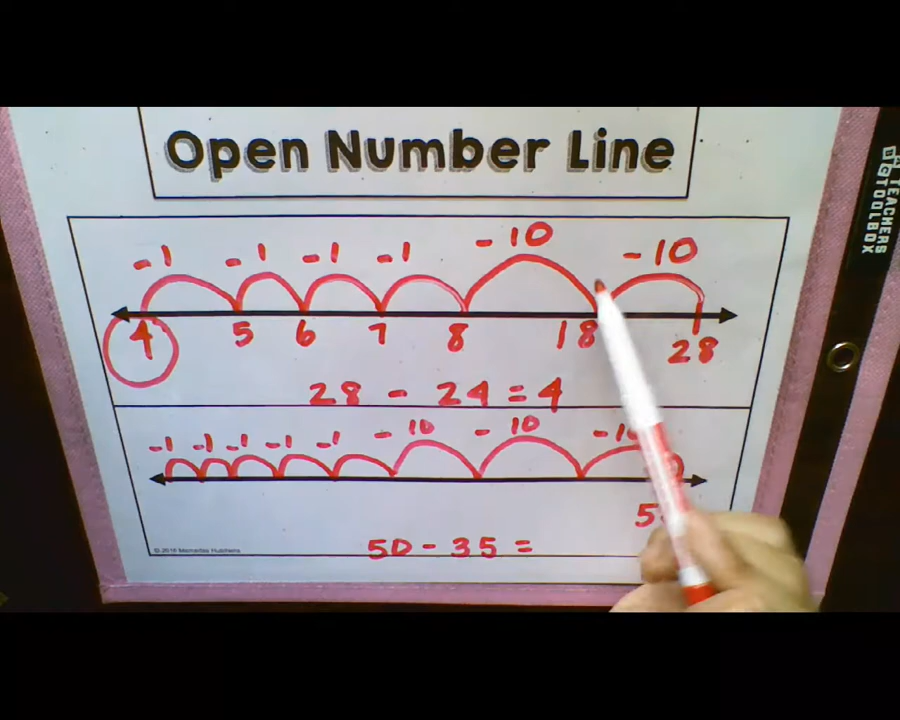 Open Number Line
-1 -1 -1 -1 -10 -10
4 5 6 7 8 18 28
28 - 24 = 4
-1 -1 -1 -1 -1 -10 -10
50 - 35 =
TEACHERS
TOOLBOX